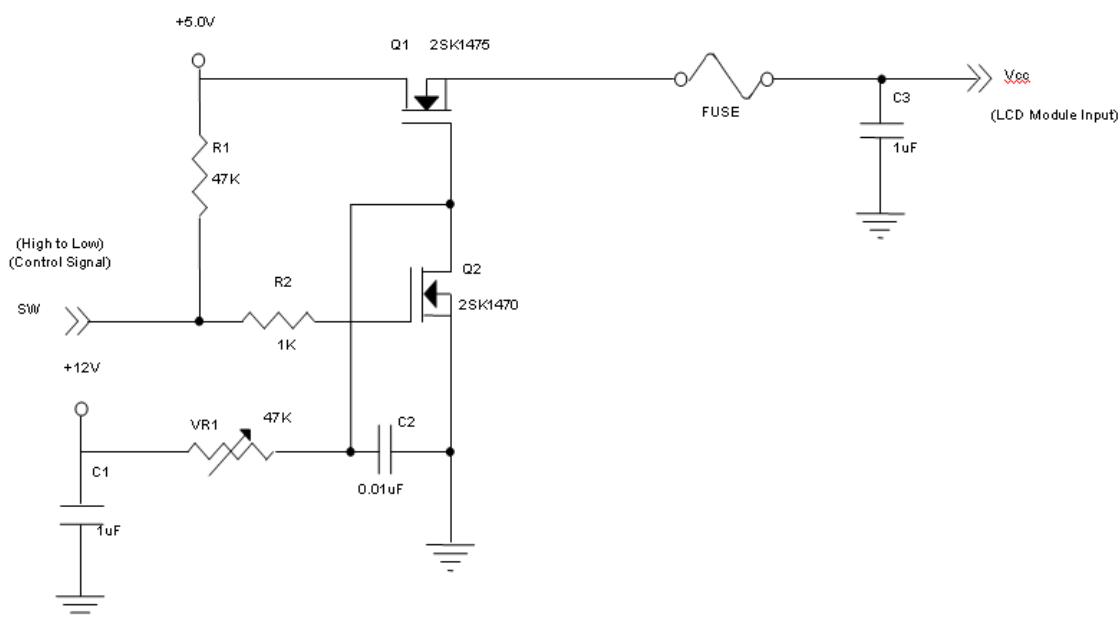 +5.0V
Q1 2SK1475
Vcc
FUSE
C3
(LCD Module Input)
R1
1uF
47K
(High to Low)
(Control Signal)
Q2
R2
2SK1470
SW
1K
+12V
VR1
47K
C2
C1
0.01uF
1uF